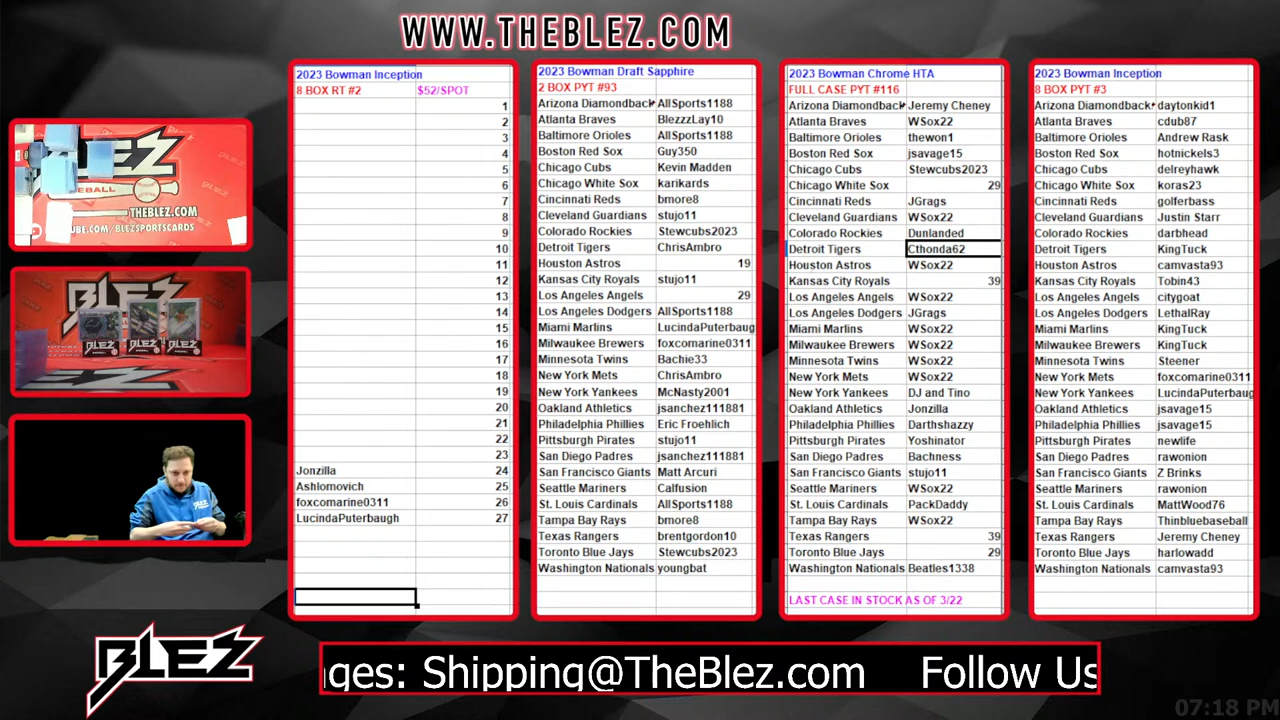 WWW.THEBLEZ.COM
2023 Bowman Inception
8 BOX RT #2 $52/SPOT
1
2
3
4
5
6
7
8
9
10
11
12
13
14
15
16
17
18
19
20
21
22
23
Jonzilla 24
Ashlomovich 25
foxcomarine0311 26
LucindaPuterbaugh 27
2023 Bowman Draft Sapphire
2 BOX PYT #93
Arizona Diamondback AllSports1188
Atlanta Braves BlezzzLay10
Baltimore Orioles AllSports1188
Boston Red Sox Guy350
Chicago Cubs Kevin Madden
Chicago White Sox karikards
Cincinnati Reds bmore8
Cleveland Guardians stujo11
Colorado Rockies Stewcubs2023
Detroit Tigers ChrisAmbro
Houston Astros 19
Kansas City Royals stujo11
Los Angeles Angels 29
Los Angeles Dodgers AllSports1188
Miami Marlins LucindaPuterbaug
Milwaukee Brewers foxcomarine0311
Minnesota Twins Bachie33
New York Mets ChrisAmbro
New York Yankees McNasty2001
Oakland Athletics jsanchez111881
Philadelphia Phillies Eric Froehlich
Pittsburgh Pirates stujo11
San Diego Padres jsanchez111881
San Francisco Giants Matt Arcuri
Seattle Mariners Calfusion
St. Louis Cardinals AllSports1188
Tampa Bay Rays bmore8
Texas Rangers brentgordon10
Toronto Blue Jays Stewcubs2023
Washington Nationals youngbat
2023 Bowman Chrome HTA
FULL CASE PYT #116
Arizona Diamondback Jeremy Cheney
Atlanta Braves WSox22
Baltimore Orioles thewon1
Boston Red Sox jsavage15
Chicago Cubs Stewcubs2023
Chicago White Sox 29
Cincinnati Reds JGrags
Cleveland Guardians WSox22
Colorado Rockies Dunlanded
Detroit Tigers Cthonda62
Houston Astros WSox22
Kansas City Royals 39
Los Angeles Angels WSox22
Los Angeles Dodgers JGrags
Miami Marlins WSox22
Milwaukee Brewers WSox22
Minnesota Twins WSox22
New York Mets WSox22
New York Yankees DJ and Tino
Oakland Athletics Jonzilla
Philadelphia Phillies Darthshazzy
Pittsburgh Pirates Yoshinator
San Diego Padres Bachness
San Francisco Giants stujo11
Seattle Mariners WSox22
St. Louis Cardinals PackDaddy
Tampa Bay Rays WSox22
Texas Rangers 39
Toronto Blue Jays 29
Washington Nationals Beatles1338
LAST CASE IN STOCK AS OF 3/22
2023 Bowman Inception
8 BOX PYT #3
Arizona Diamondback daytonkid1
Atlanta Braves cdub87
Baltimore Orioles Andrew Rask
Boston Red Sox hotnickels3
Chicago Cubs delreyhawk
Chicago White Sox koras23
Cincinnati Reds golferbass
Cleveland Guardians Justin Starr
Colorado Rockies darbhead
Detroit Tigers KingTuck
Houston Astros camvasta93
Kansas City Royals Tobin43
Los Angeles Angels citygoat
Los Angeles Dodgers LethalRay
Miami Marlins KingTuck
Milwaukee Brewers KingTuck
Minnesota Twins Steener
New York Mets foxcomarine0311
New York Yankees LucindaPuterbaug
Oakland Athletics jsavage15
Philadelphia Phillies jsavage15
Pittsburgh Pirates newlife
San Diego Padres rawonion
San Francisco Giants Z Brinks
Seattle Mariners rawonion
St. Louis Cardinals MattWood76
Tampa Bay Rays Thinbluebaseball
Texas Rangers Jeremy Cheney
Toronto Blue Jays harlowadd
Washington Nationals camvasta93
THEBLEZ.COM
BLEZ
BLEZ
BLEZ
BLEZ
BLEZ
ges: Shipping@TheBlez.com Follow Us
07:18 PM